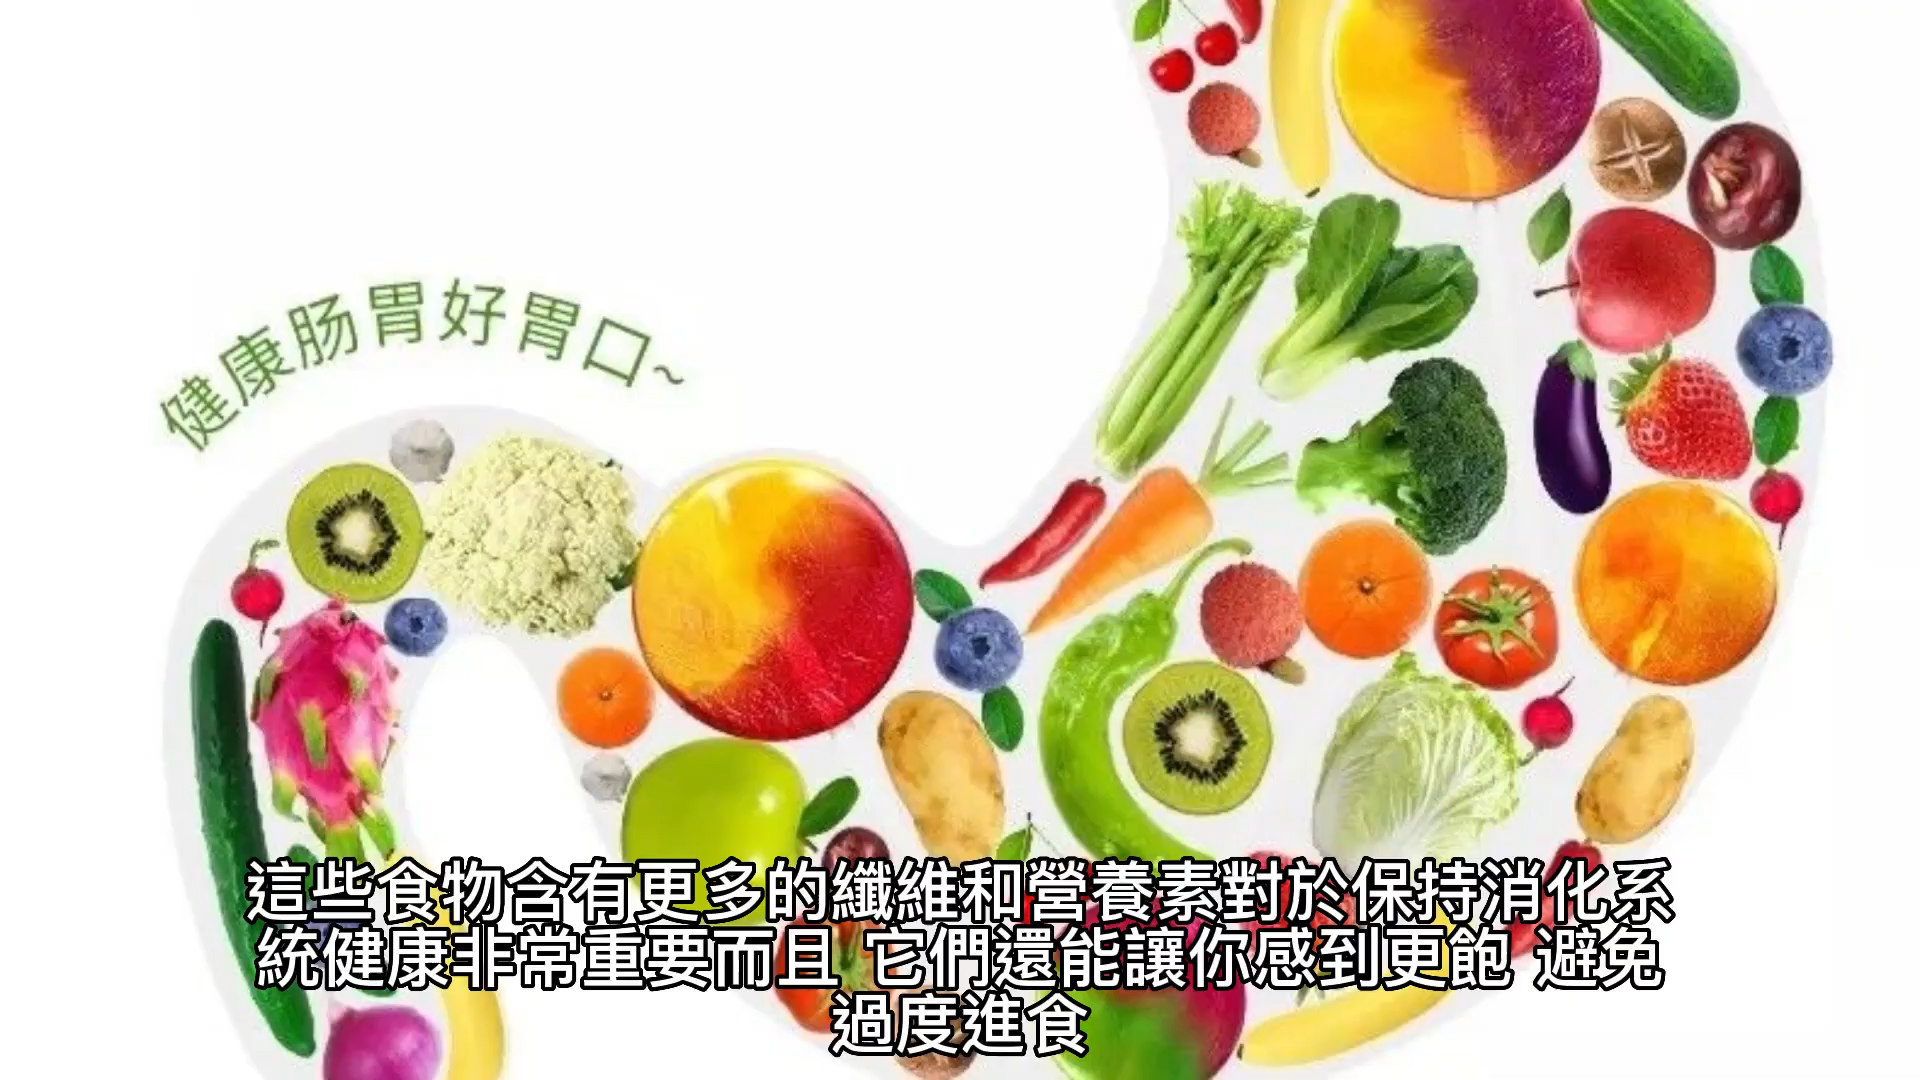 健康肠胃好胃口~
這些食物含有更多的纖維和營養素對於保持消化系
統健康非常重要而且 它們還能讓你感到更飽 避免
過度進食